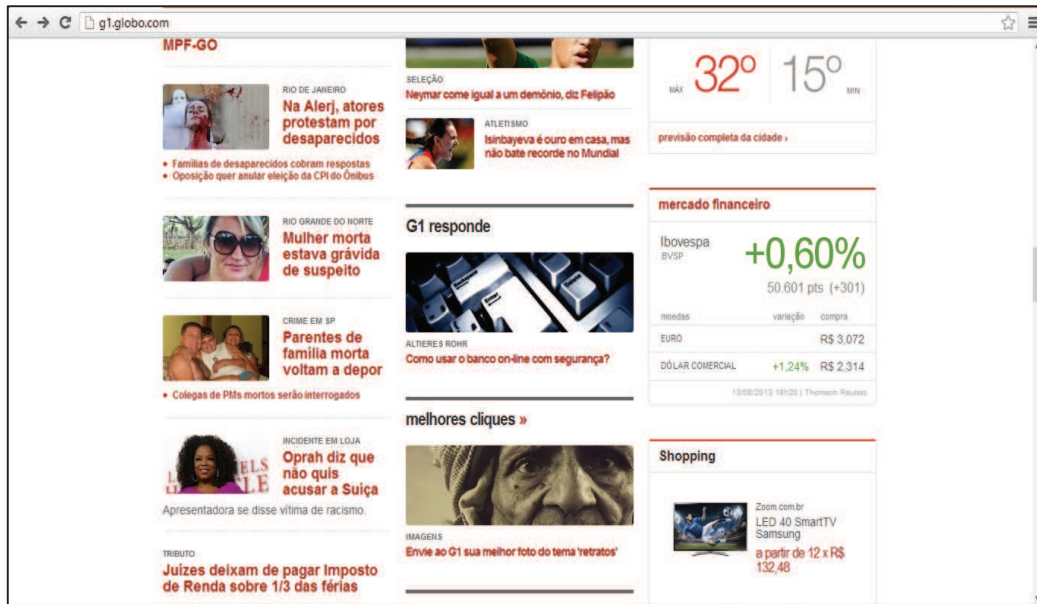 g1.globo.com
MPF-GO
RIO DE JANEIRO
Na Alerj, atores
protestam por
desaparecidos
• Famílias de desaparecidos cobram respostas
• Oposição quer anular eleição da CPI do Ônibus
RIO GRANDE DO NORTE
Mulher morta
estava grávida
de suspeito
CRIME EM SP
Parentes de
família morta
voltam a depor
• Colegas de PMs mortos serão interrogados
INCIDENTE EM LOJA
Oprah diz que
não quis
acusar a Suíça
Apresentadora se disse vítima de racismo.
TRIBUTO
Juízes deixam de pagar Imposto
de Renda sobre 1/3 das férias
SELEÇÃO
Neymar come igual a um demônio, diz Felipão
ATLETISMO
Isinbayeva é ouro em casa, mas
não bate recorde no Mundial
G1 responde
Backspace
Enter
Delete
ALTIERES ROHR
Como usar o banco on-line com segurança?
melhores cliques »
IMAGENS
Envie ao G1 sua melhor foto do tema 'retratos'
MÁX 32º 15º MIN
previsão completa da cidade ›
mercado financeiro
Ibovespa +0,60%
BVSP
50.601 pts (+301)
moedas variação compra
EURO R$ 3,072
DÓLAR COMERCIAL +1,24% R$ 2,314
13/08/2013 18h20 | Thomson Reuters
Shopping
Zoom.com.br
LED 40 SmartTV
Samsung
a partir de 12 x R$
132,48